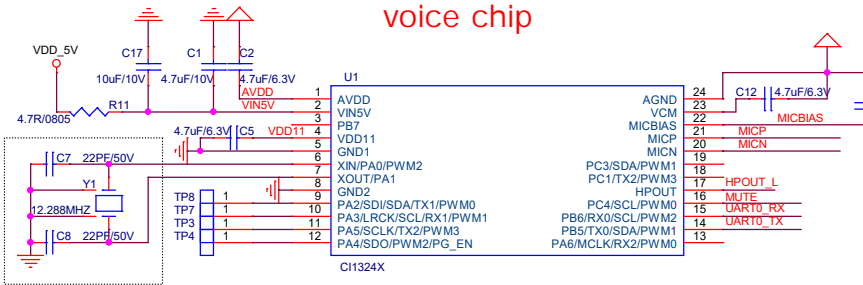 voice chip
VDD_5V
C17
10uF/10V
C1
4.7uF/10V
C2
4.7uF/6.3V
AVDD
VIN5V
4.7R/0805
R11
4.7uF/6.3V
C5
VDD11
C7
22PF/50V
Y1
12.288MHZ
C8
22PF/50V
TP8
TP7
TP3
TP4
1
1
1
1
U1
1 AVDD
2 VIN5V
3 PB7
4 VDD11
5 GND1
6 XIN/PA0/PWM2
7 XOUT/PA1
8 GND2
9 PA2/SDI/SDA/TX1/PWM0
10 PA3/LRCK/SCL/RX1/PWM1
11 PA5/SCLK/TX2/PWM3
12 PA4/SDO/PWM2/PG_EN
AGND 24
VCM 23
MICBIAS 22
MICP 21
MICN 20
PC3/SDA/PWM1 19
PC1/TX2/PWM3 18
HPOUT 17
PC4/SCL/PWM0 16
PB6/RX0/SCL/PWM2 15
PB5/TX0/SDA/PWM1 14
PA6/MCLK/RX2/PWM0 13
CI1324X
C12
4.7uF/6.3V
MICBIAS
MICP
MICN
HPOUT_L
MUTE
UART0_RX
UART0_TX